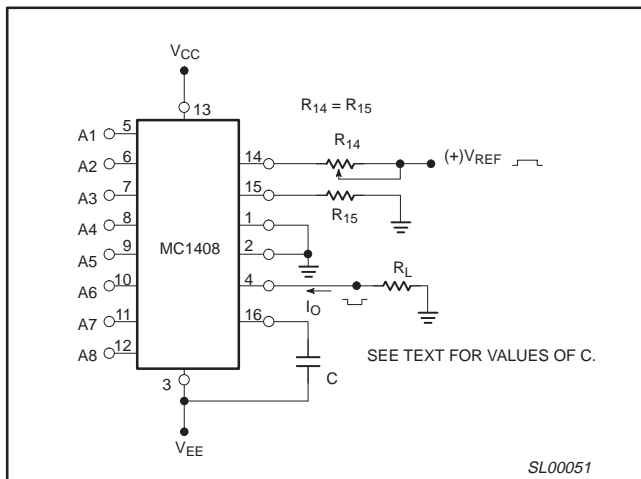 VCC
13
R14 = R15
A1 5
A2 6
A3 7
A4 8
A5 9
A6 10
A7 11
A8 12
MC1408
14
R14
(+)VREF
15
R15
1
2
4
RL
IO
16
C
SEE TEXT FOR VALUES OF C.
3
VEE
SL00051